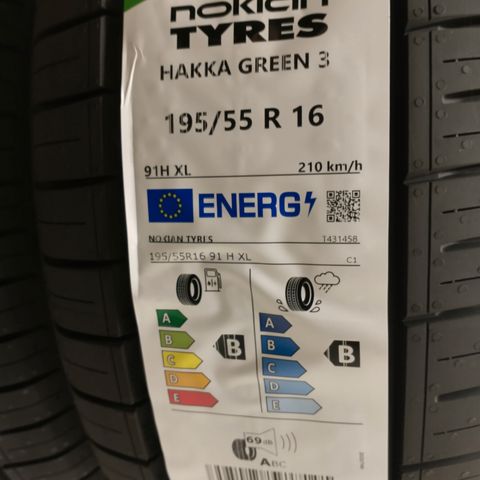 nokian
TYRES
HAKKA GREEN 3
195/55 R 16
91H XL 210 km/h
ENERG
NOKIAN TYRES T431458
195/55R16 91 H XL C1
A
B
C
D
E
B
A
B
C
D
E
B
69 dB
ABC